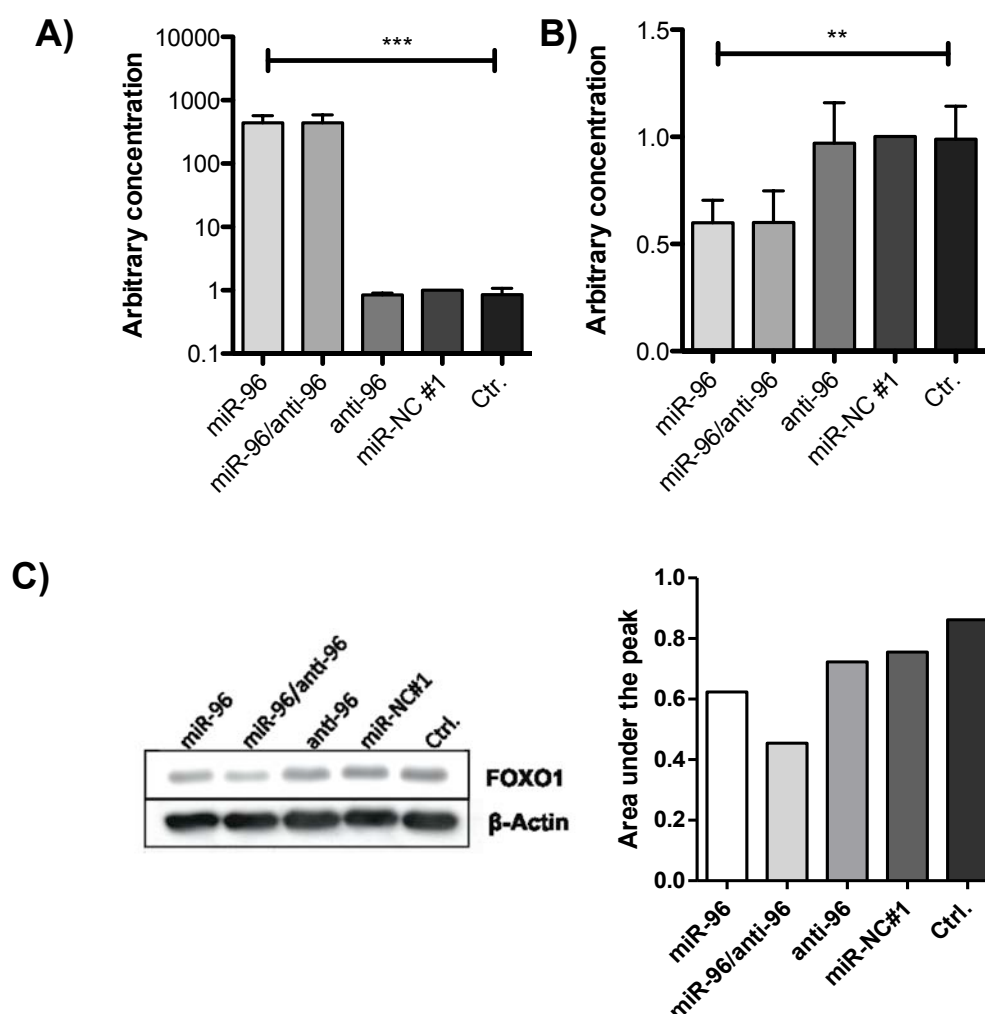 A)
Arbitrary concentration
10000
1000
100
10
1
0.1
***
miR-96
miR-96/anti-96
anti-96
miR-NC #1
Ctr.
B)
Arbitrary concentration
1.5
1.0
0.5
0.0
**
miR-96
miR-96/anti-96
anti-96
miR-NC #1
Ctr.
C)
miR-96
miR-96/anti-96
anti-96
miR-NC#1
Ctrl.
FOXO1
β-Actin
Area under the peak
1.0
0.8
0.6
0.4
0.2
0.0
miR-96
miR-96/anti-96
anti-96
miR-NC#1
Ctrl.